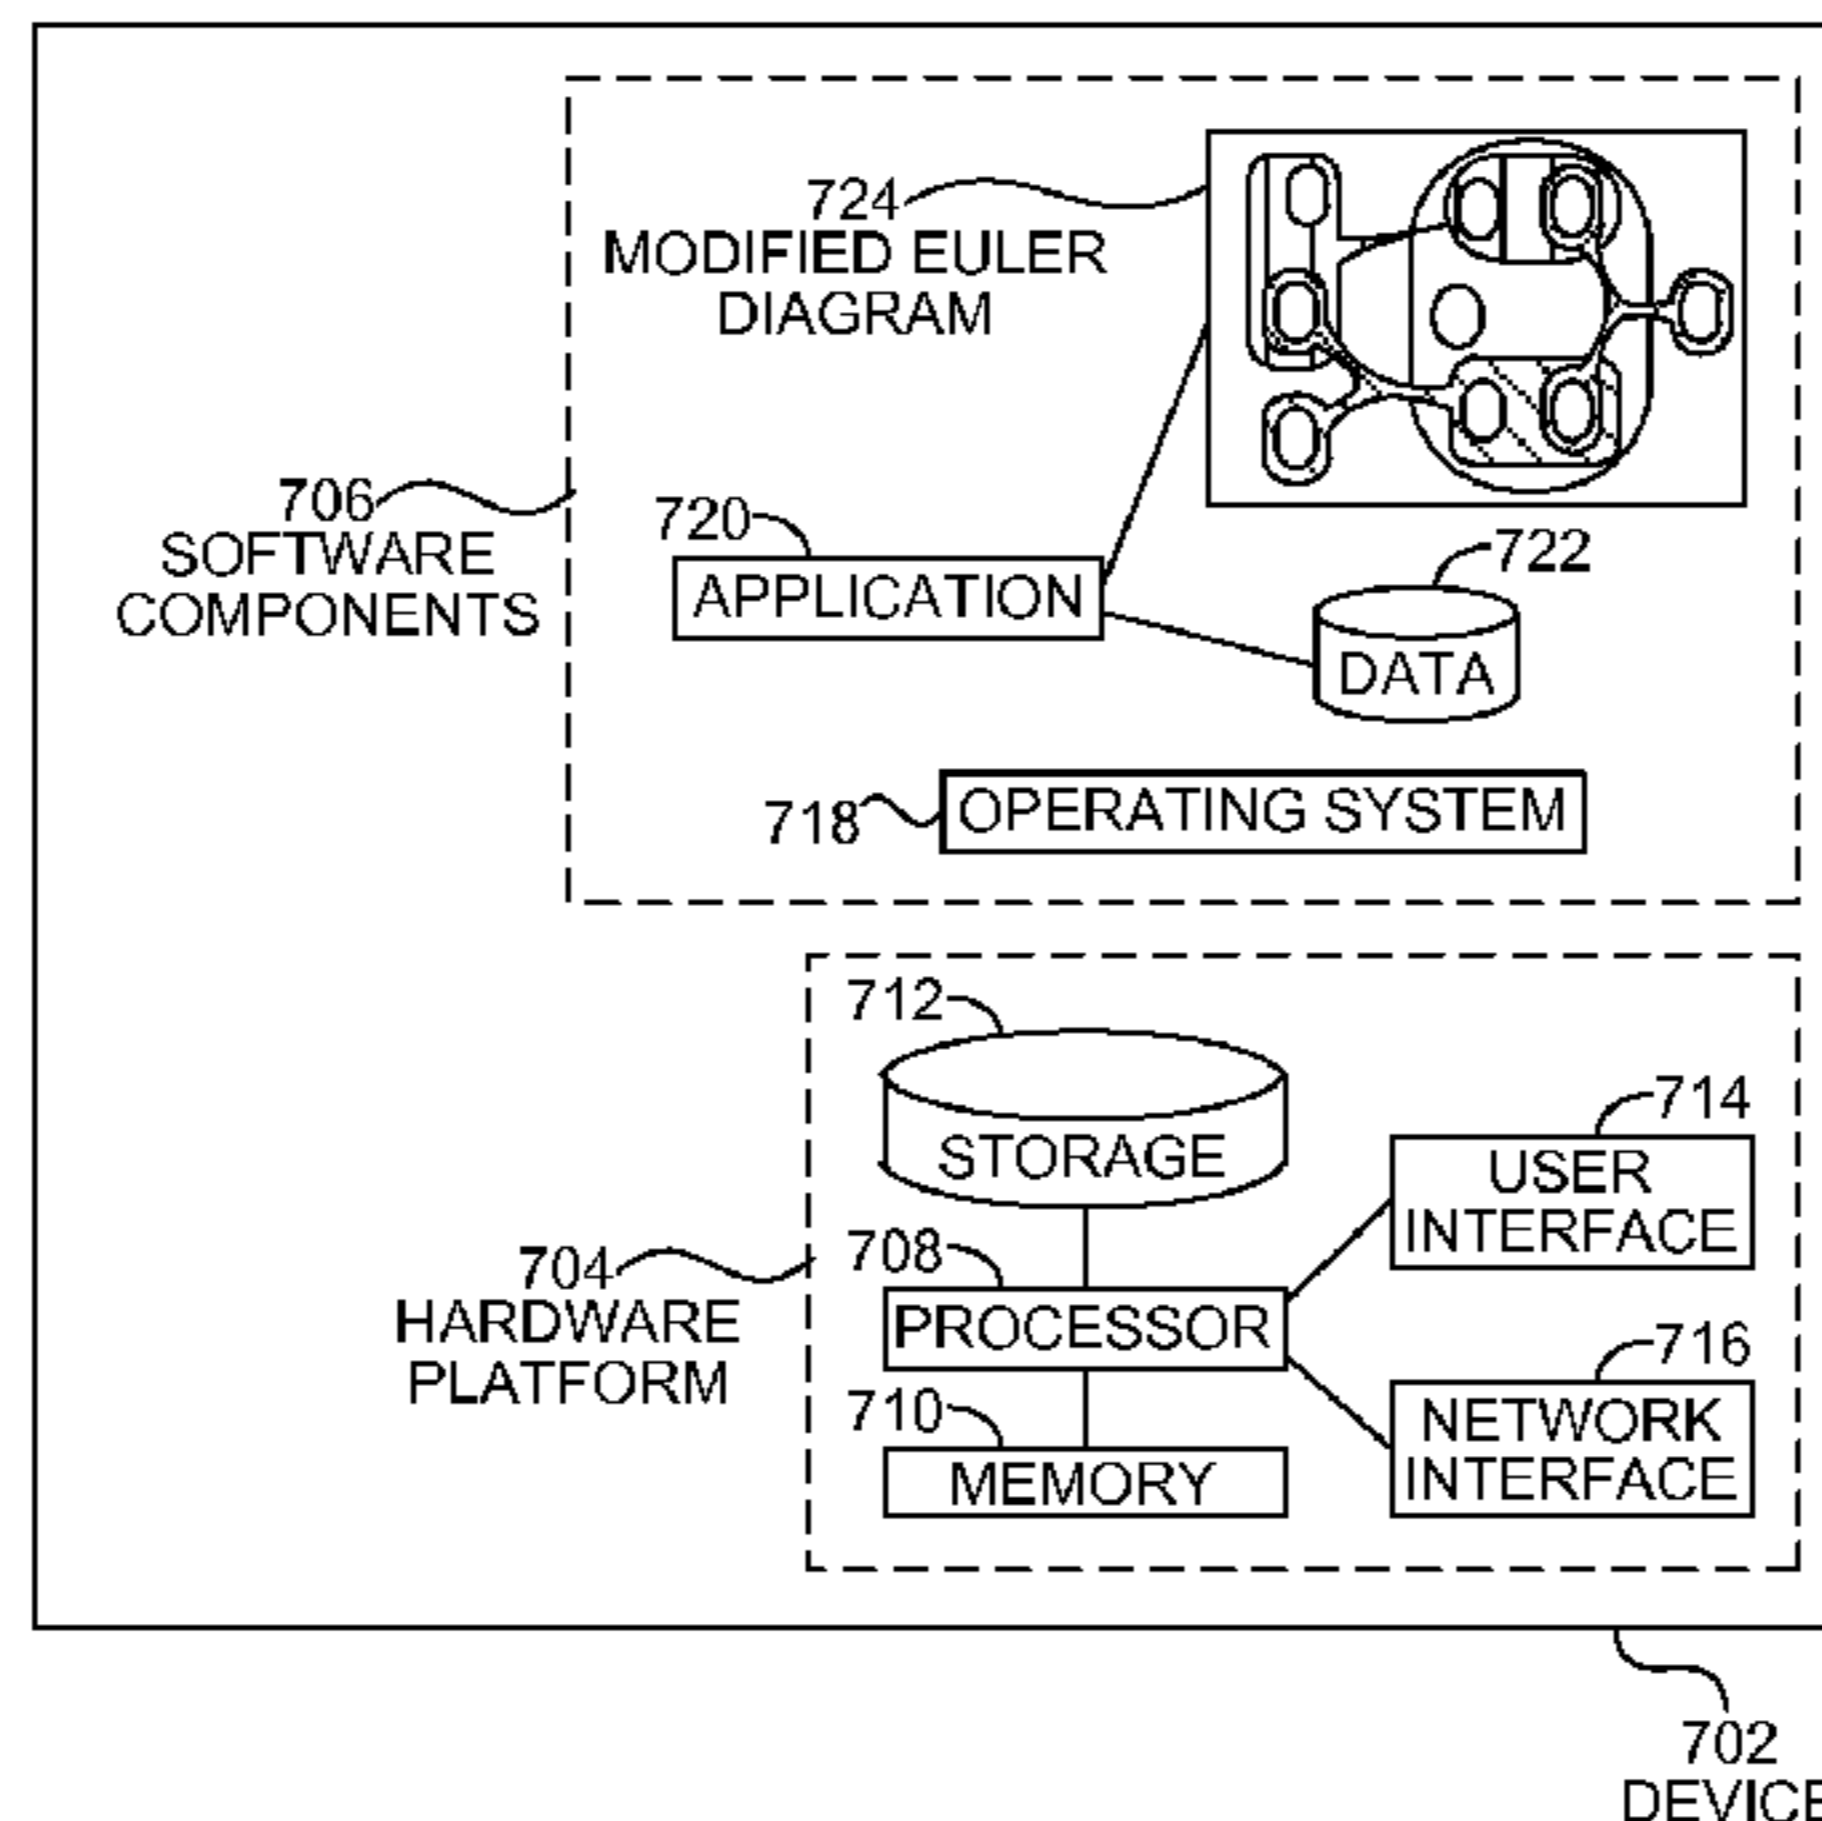 724
MODIFIED EULER
DIAGRAM
706
SOFTWARE
COMPONENTS
720
APPLICATION
722
DATA
718
OPERATING SYSTEM
712
STORAGE
714
USER
INTERFACE
704
HARDWARE
PLATFORM
708
PROCESSOR
716
NETWORK
INTERFACE
710
MEMORY
702
DEVICE